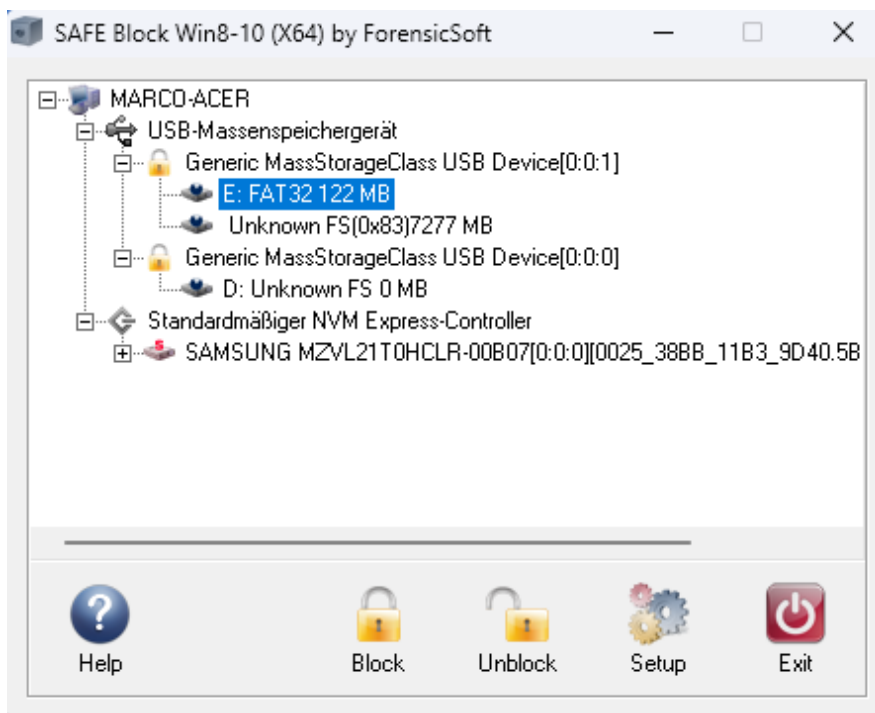 SAFE Block Win8-10 (X64) by ForensicSoft
MARCO-ACER
USB-Massenspeichergerät
Generic MassStorageClass USB Device[0:0:1]
E: FAT32 122 MB
Unknown FS(0x83)7277 MB
Generic MassStorageClass USB Device[0:0:0]
D: Unknown FS 0 MB
Standardmäßiger NVM Express-Controller
SAMSUNG MZVL21T0HCLR-00B07[0:0:0][0025_38BB_11B3_9D40.5B
Help Block Unblock Setup Exit